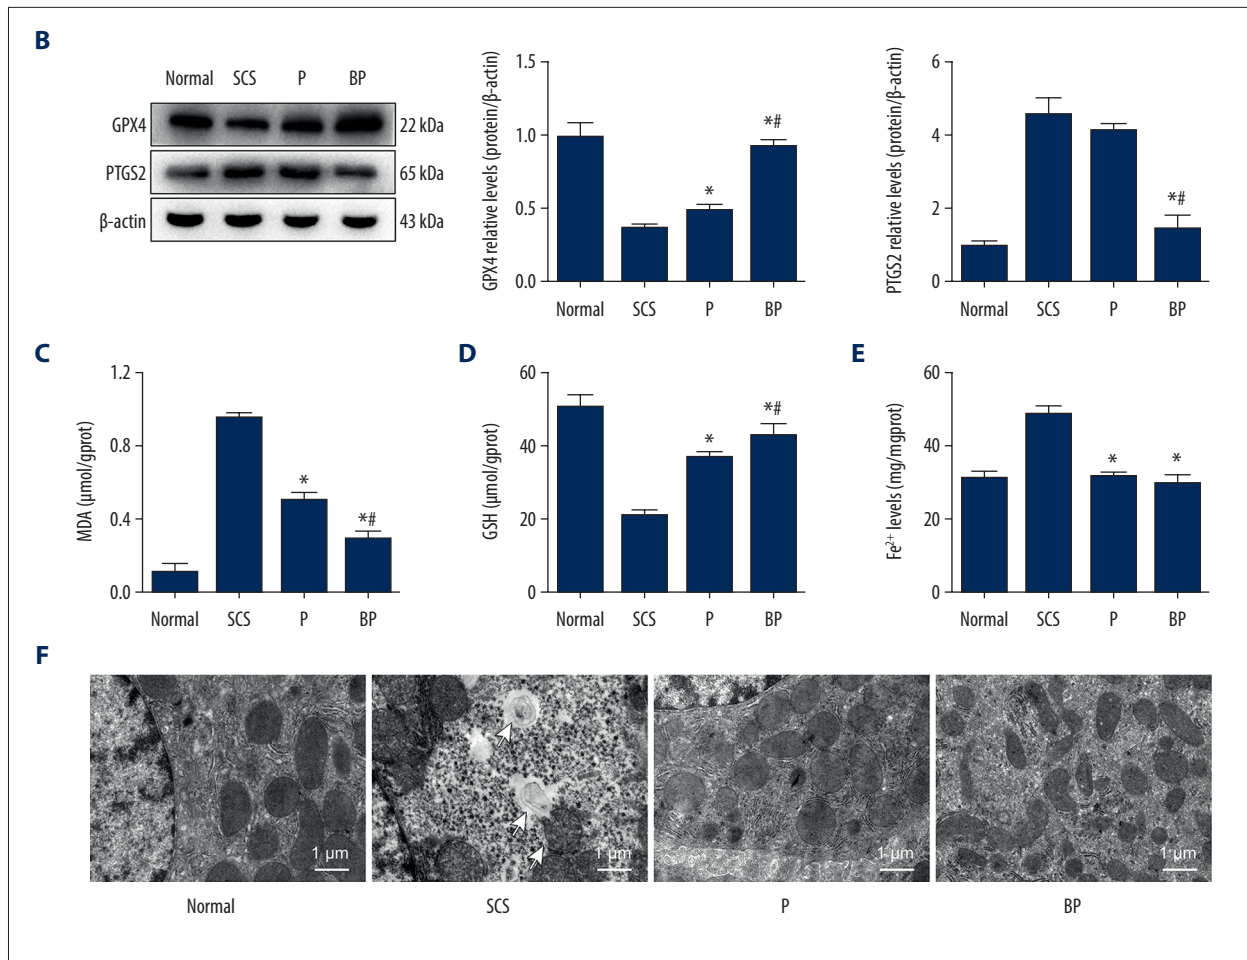 B
Normal SCS P BP
GPX4 22 kDa
PTGS2 65 kDa
β-actin 43 kDa
GPX4 relative levels (protein/β-actin)
1.5
1.0
0.5
0.0
*
*#
Normal SCS P BP
PTGS2 relative levels (protein/β-actin)
6
4
2
0
*#
Normal SCS P BP
C
MDA (μmol/gprot)
1.2
0.8
0.4
0.0
*
*#
Normal SCS P BP
D
GSH (μmol/gprot)
60
40
20
0
*
*#
Normal SCS P BP
E
Fe²⁺ levels (mg/mgprot)
60
40
20
0
*
*
Normal SCS P BP
F
1 μm 1 μm 1 μm 1 μm
Normal SCS P BP